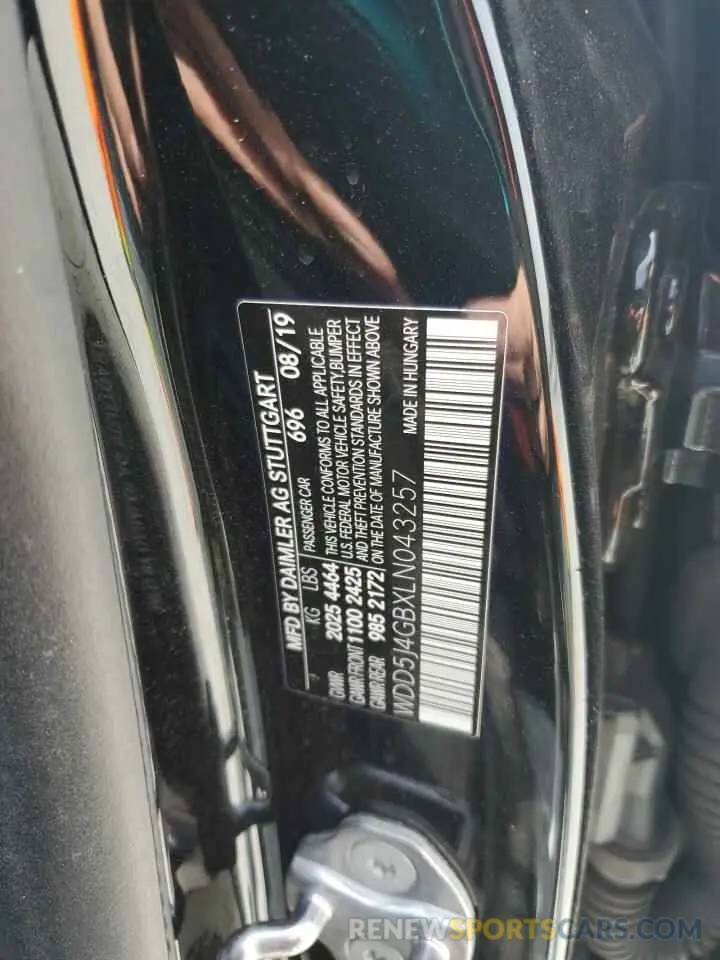 MFD BY DAIMLER AG STUTTGART
696 08/19
KG LBS PASSENGER CAR
GVWR 2025 4464 THIS VEHICLE CONFORMS TO ALL APPLICABLE
GAWR FRONT 1100 2425 U.S. FEDERAL MOTOR VEHICLE SAFETY, BUMPER
GAWR REAR 985 2172 AND THEFT PREVENTION STANDARDS IN EFFECT
ON THE DATE OF MANUFACTURE SHOWN ABOVE
WDD5J4GBXLN043257 MADE IN HUNGARY
RENEWSPORTSCARS.COM